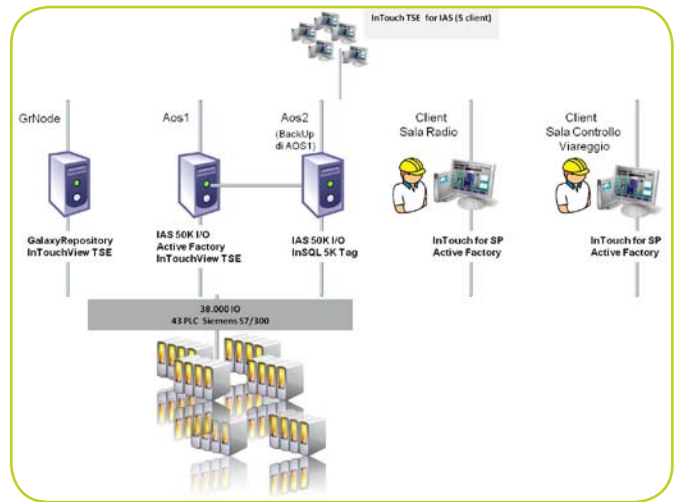 InTouch TSE for IAS (5 client)
GrNode
Aos1
Aos2
(BackUp
di AOS1)
Client
Sala Radio
Client
Sala Controllo
Viareggio
GalaxyRepository
InTouchView TSE
IAS 50K I/O
Active Factory
InTouchView TSE
IAS 50K I/O
InSQL 5K Tag
InTouch for SP
Active Factory
InTouch for SP
Active Factory
38.000 IO
43 PLC Siemens S7/300